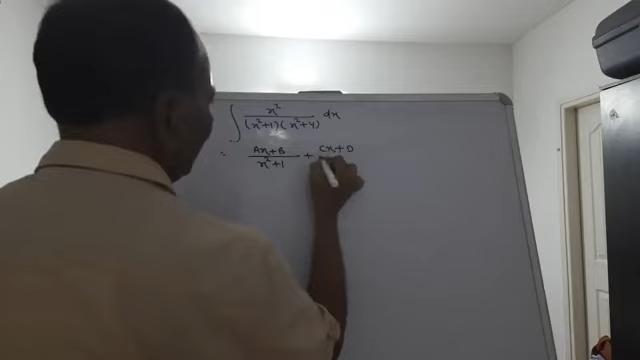 ∫ x² / (x²+1)(x²+4) dx
= Ax+B / x²+1 + Cx+D